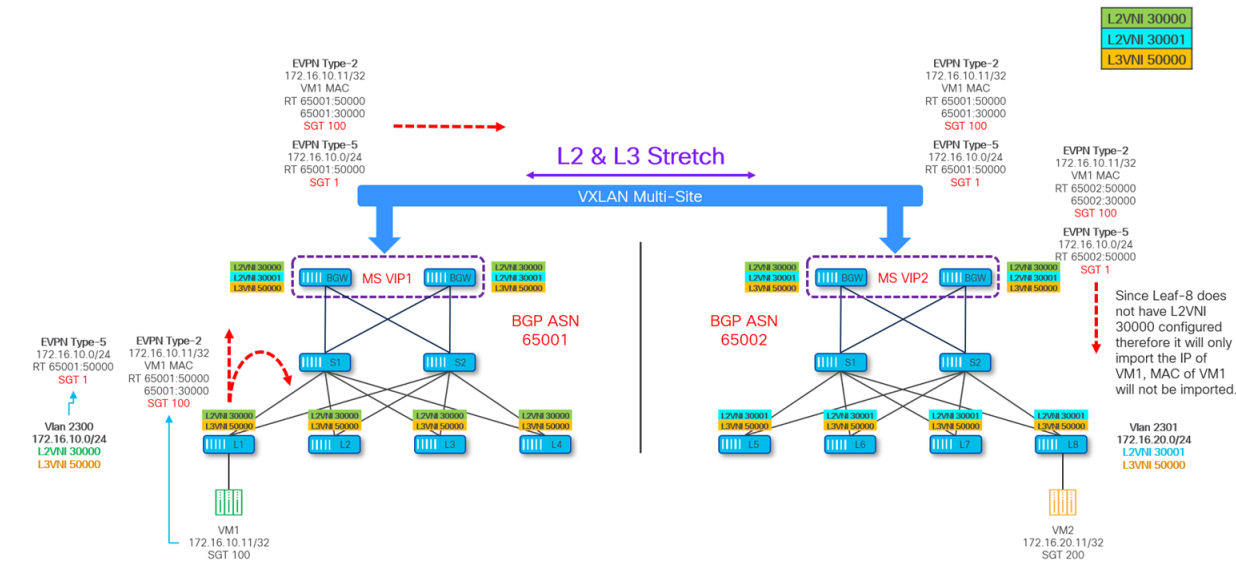 L2VNI 30000
L2VNI 30001
L3VNI 50000
EVPN Type-2
172.16.10.11/32
VM1 MAC
RT 65001:50000
65001:30000
SGT 100
EVPN Type-5
172.16.10.0/24
RT 65001:50000
SGT 1
L2 & L3 Stretch
VXLAN Multi-Site
EVPN Type-2
172.16.10.11/32
VM1 MAC
RT 65001:50000
65001:30000
SGT 100
EVPN Type-5
172.16.10.0/24
RT 65001:50000
SGT 1
EVPN Type-2
172.16.10.11/32
VM1 MAC
RT 65002:50000
65002:30000
SGT 100
EVPN Type-5
172.16.10.0/24
RT 65002:50000
SGT 1
L2VNI 30000
L2VNI 30001
L3VNI 50000
BGW
MS VIP1
BGW
L2VNI 30000
L2VNI 30001
L3VNI 50000
L2VNI 30000
L2VNI 30001
L3VNI 50000
BGW
MS VIP2
BGW
L2VNI 30000
L2VNI 30001
L3VNI 50000
Since Leaf-8 does
not have L2VNI
30000 configured
therefore it will only
import the IP of
VM1, MAC of VM1
will not be imported.
BGP ASN
65001
BGP ASN
65002
S1
S2
S1
S2
EVPN Type-5
172.16.10.0/24
RT 65001:50000
SGT 1
EVPN Type-2
172.16.10.11/32
VM1 MAC
RT 65001:50000
65001:30000
SGT 100
Vlan 2300
172.16.10.0/24
L2VNI 30000
L3VNI 50000
L2VNI 30000
L3VNI 50000
L1
L2VNI 30000
L3VNI 50000
L2
L2VNI 30000
L3VNI 50000
L3
L2VNI 30000
L3VNI 50000
L4
L2VNI 30001
L3VNI 50000
L5
L2VNI 30001
L3VNI 50000
L6
L2VNI 30001
L3VNI 50000
L7
L2VNI 30001
L3VNI 50000
L8
Vlan 2301
172.16.20.0/24
L2VNI 30001
L3VNI 50000
VM1
172.16.10.11/32
SGT 100
VM2
172.16.20.11/32
SGT 200